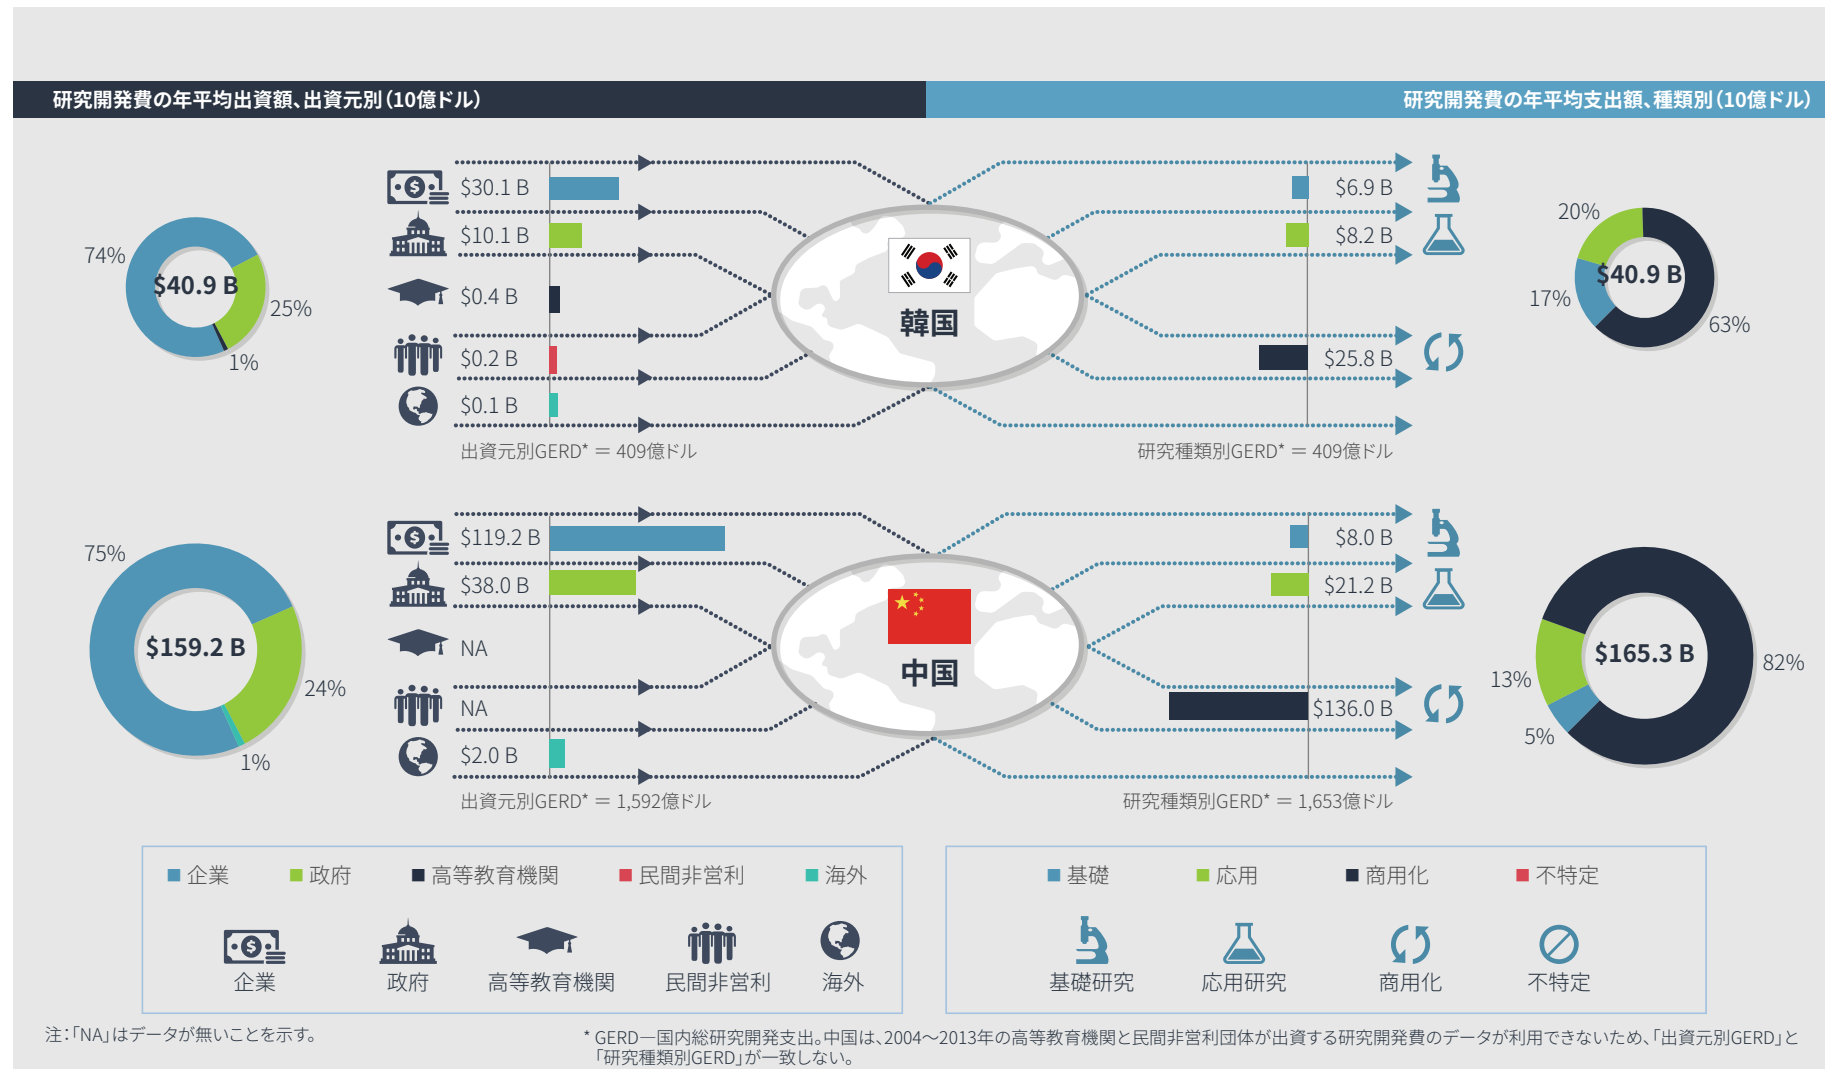 研究開発費の年平均出資額、出資元別（10億ドル）
研究開発費の年平均支出額、種類別（10億ドル）
74%
$40.9 B
25%
1%
$30.1 B
$10.1 B
$0.4 B
$0.2 B
$0.1 B
出資元別GERD* ＝ 409億ドル
韓国
$6.9 B
$8.2 B
$25.8 B
研究種類別GERD* ＝ 409億ドル
20%
$40.9 B
17%
63%
75%
$159.2 B
24%
1%
$119.2 B
$38.0 B
NA
NA
$2.0 B
出資元別GERD* ＝ 1,592億ドル
中国
$8.0 B
$21.2 B
$136.0 B
研究種類別GERD* ＝ 1,653億ドル
$165.3 B
82%
13%
5%
企業 政府 高等教育機関 民間非営利 海外
企業 政府 高等教育機関 民間非営利 海外
基礎 応用 商用化 不特定
基礎研究 応用研究 商用化 不特定
注：「NA」はデータが無いことを示す。
* GERD―国内総研究開発支出。中国は、2004～2013年の高等教育機関と民間非営利団体が出資する研究開発費のデータが利用できないため、「出資元別GERD」と
「研究種類別GERD」が一致しない。